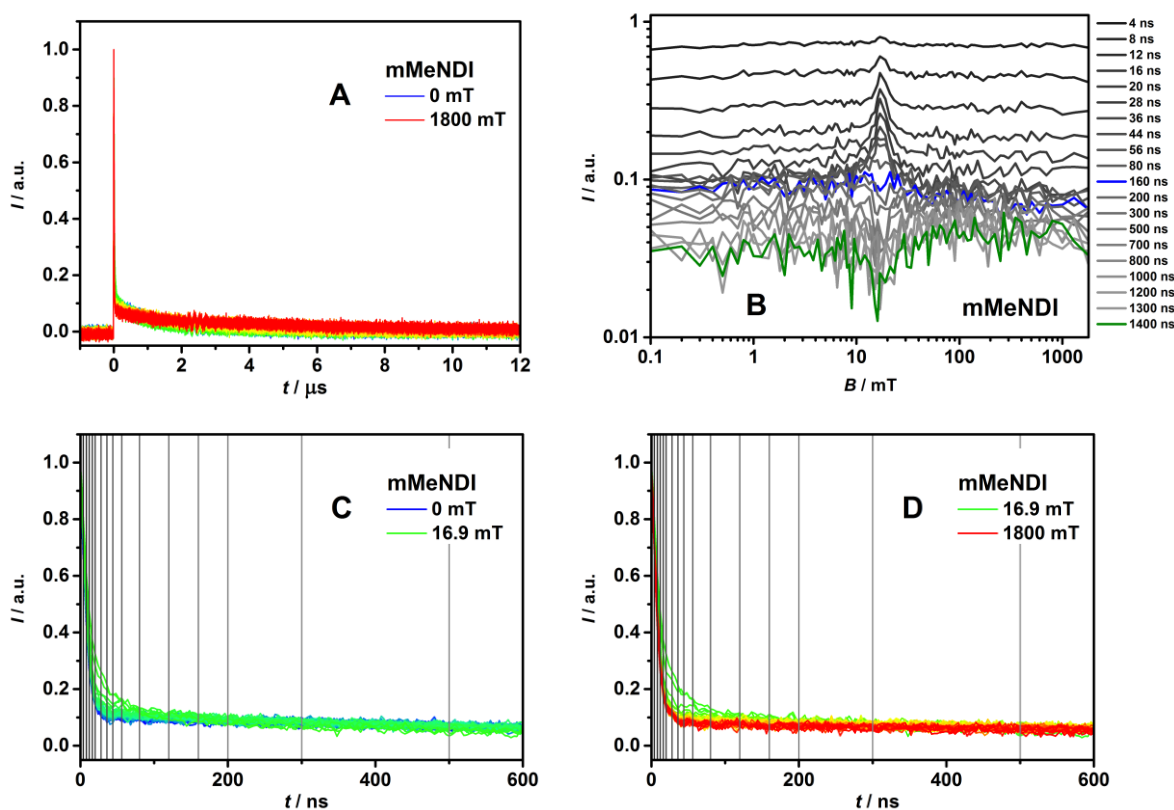 A
mMeNDI
0 mT
1800 mT
I / a.u.
1.0
0.8
0.6
0.4
0.2
0.0
0 2 4 6 8 10 12
t / μs
I / a.u.
1
0.1
0.01
B
mMeNDI
0.1 1 10 100 1000
B / mT
4 ns
8 ns
12 ns
16 ns
20 ns
28 ns
36 ns
44 ns
56 ns
80 ns
160 ns
200 ns
300 ns
500 ns
700 ns
800 ns
1000 ns
1200 ns
1300 ns
1400 ns
C
mMeNDI
0 mT
16.9 mT
I / a.u.
1.0
0.8
0.6
0.4
0.2
0.0
0 200 400 600
t / ns
D
mMeNDI
16.9 mT
1800 mT
I / a.u.
1.0
0.8
0.6
0.4
0.2
0.0
0 200 400 600
t / ns